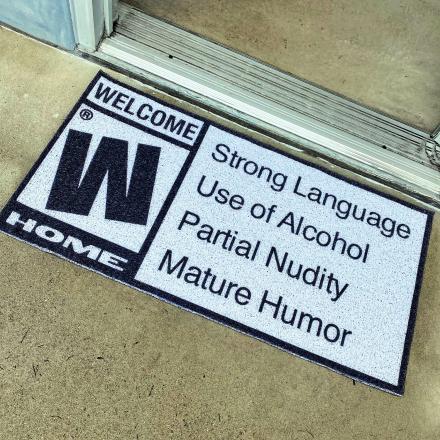 WELCOME
W
®
HOME
Strong Language
Use of Alcohol
Partial Nudity
Mature Humor